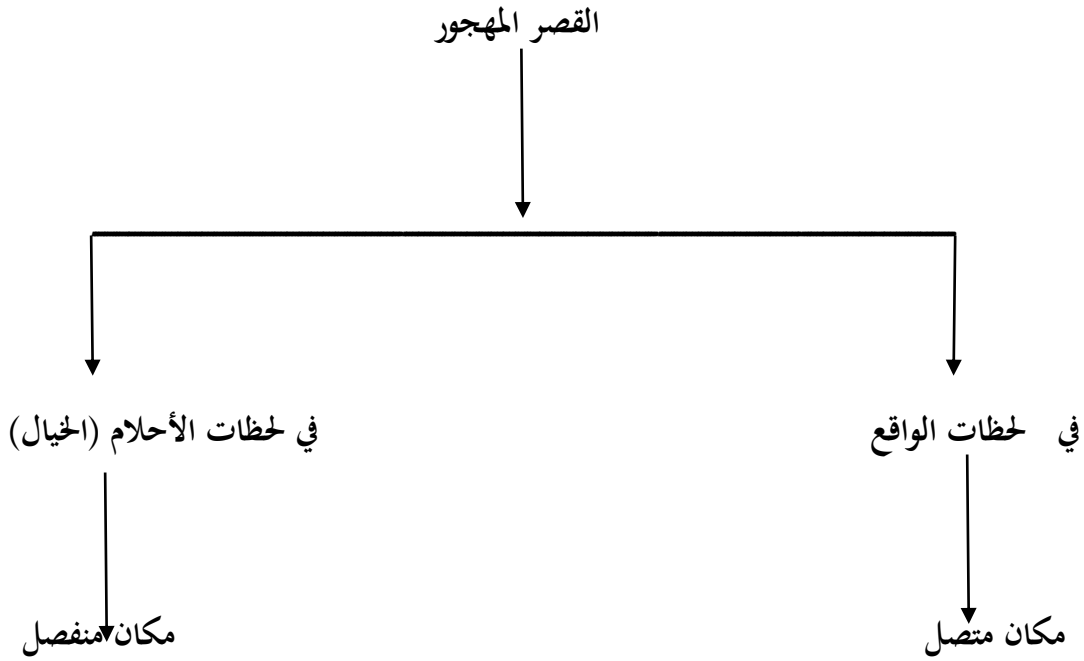 القصر المهجور
في لحظات الواقع
في لحظات الأحلام (الخيال)
مكان متصل
مكان منفصل